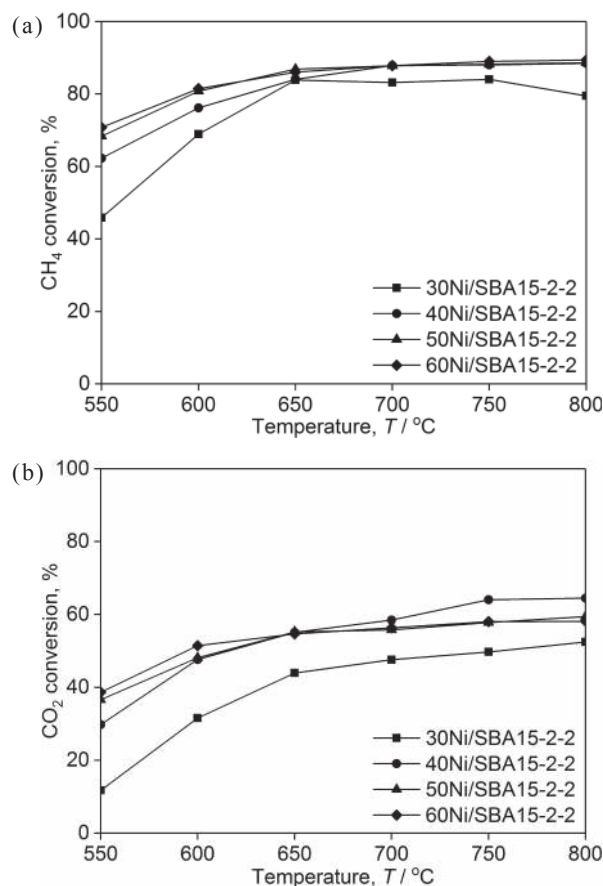 (a)
100
80
60
40
20
0
CH₄ conversion, %
30Ni/SBA15-2-2
40Ni/SBA15-2-2
50Ni/SBA15-2-2
60Ni/SBA15-2-2
550 600 650 700 750 800
Temperature, T / °C
(b)
100
80
60
40
20
0
CO₂ conversion, %
30Ni/SBA15-2-2
40Ni/SBA15-2-2
50Ni/SBA15-2-2
60Ni/SBA15-2-2
550 600 650 700 750 800
Temperature, T / °C